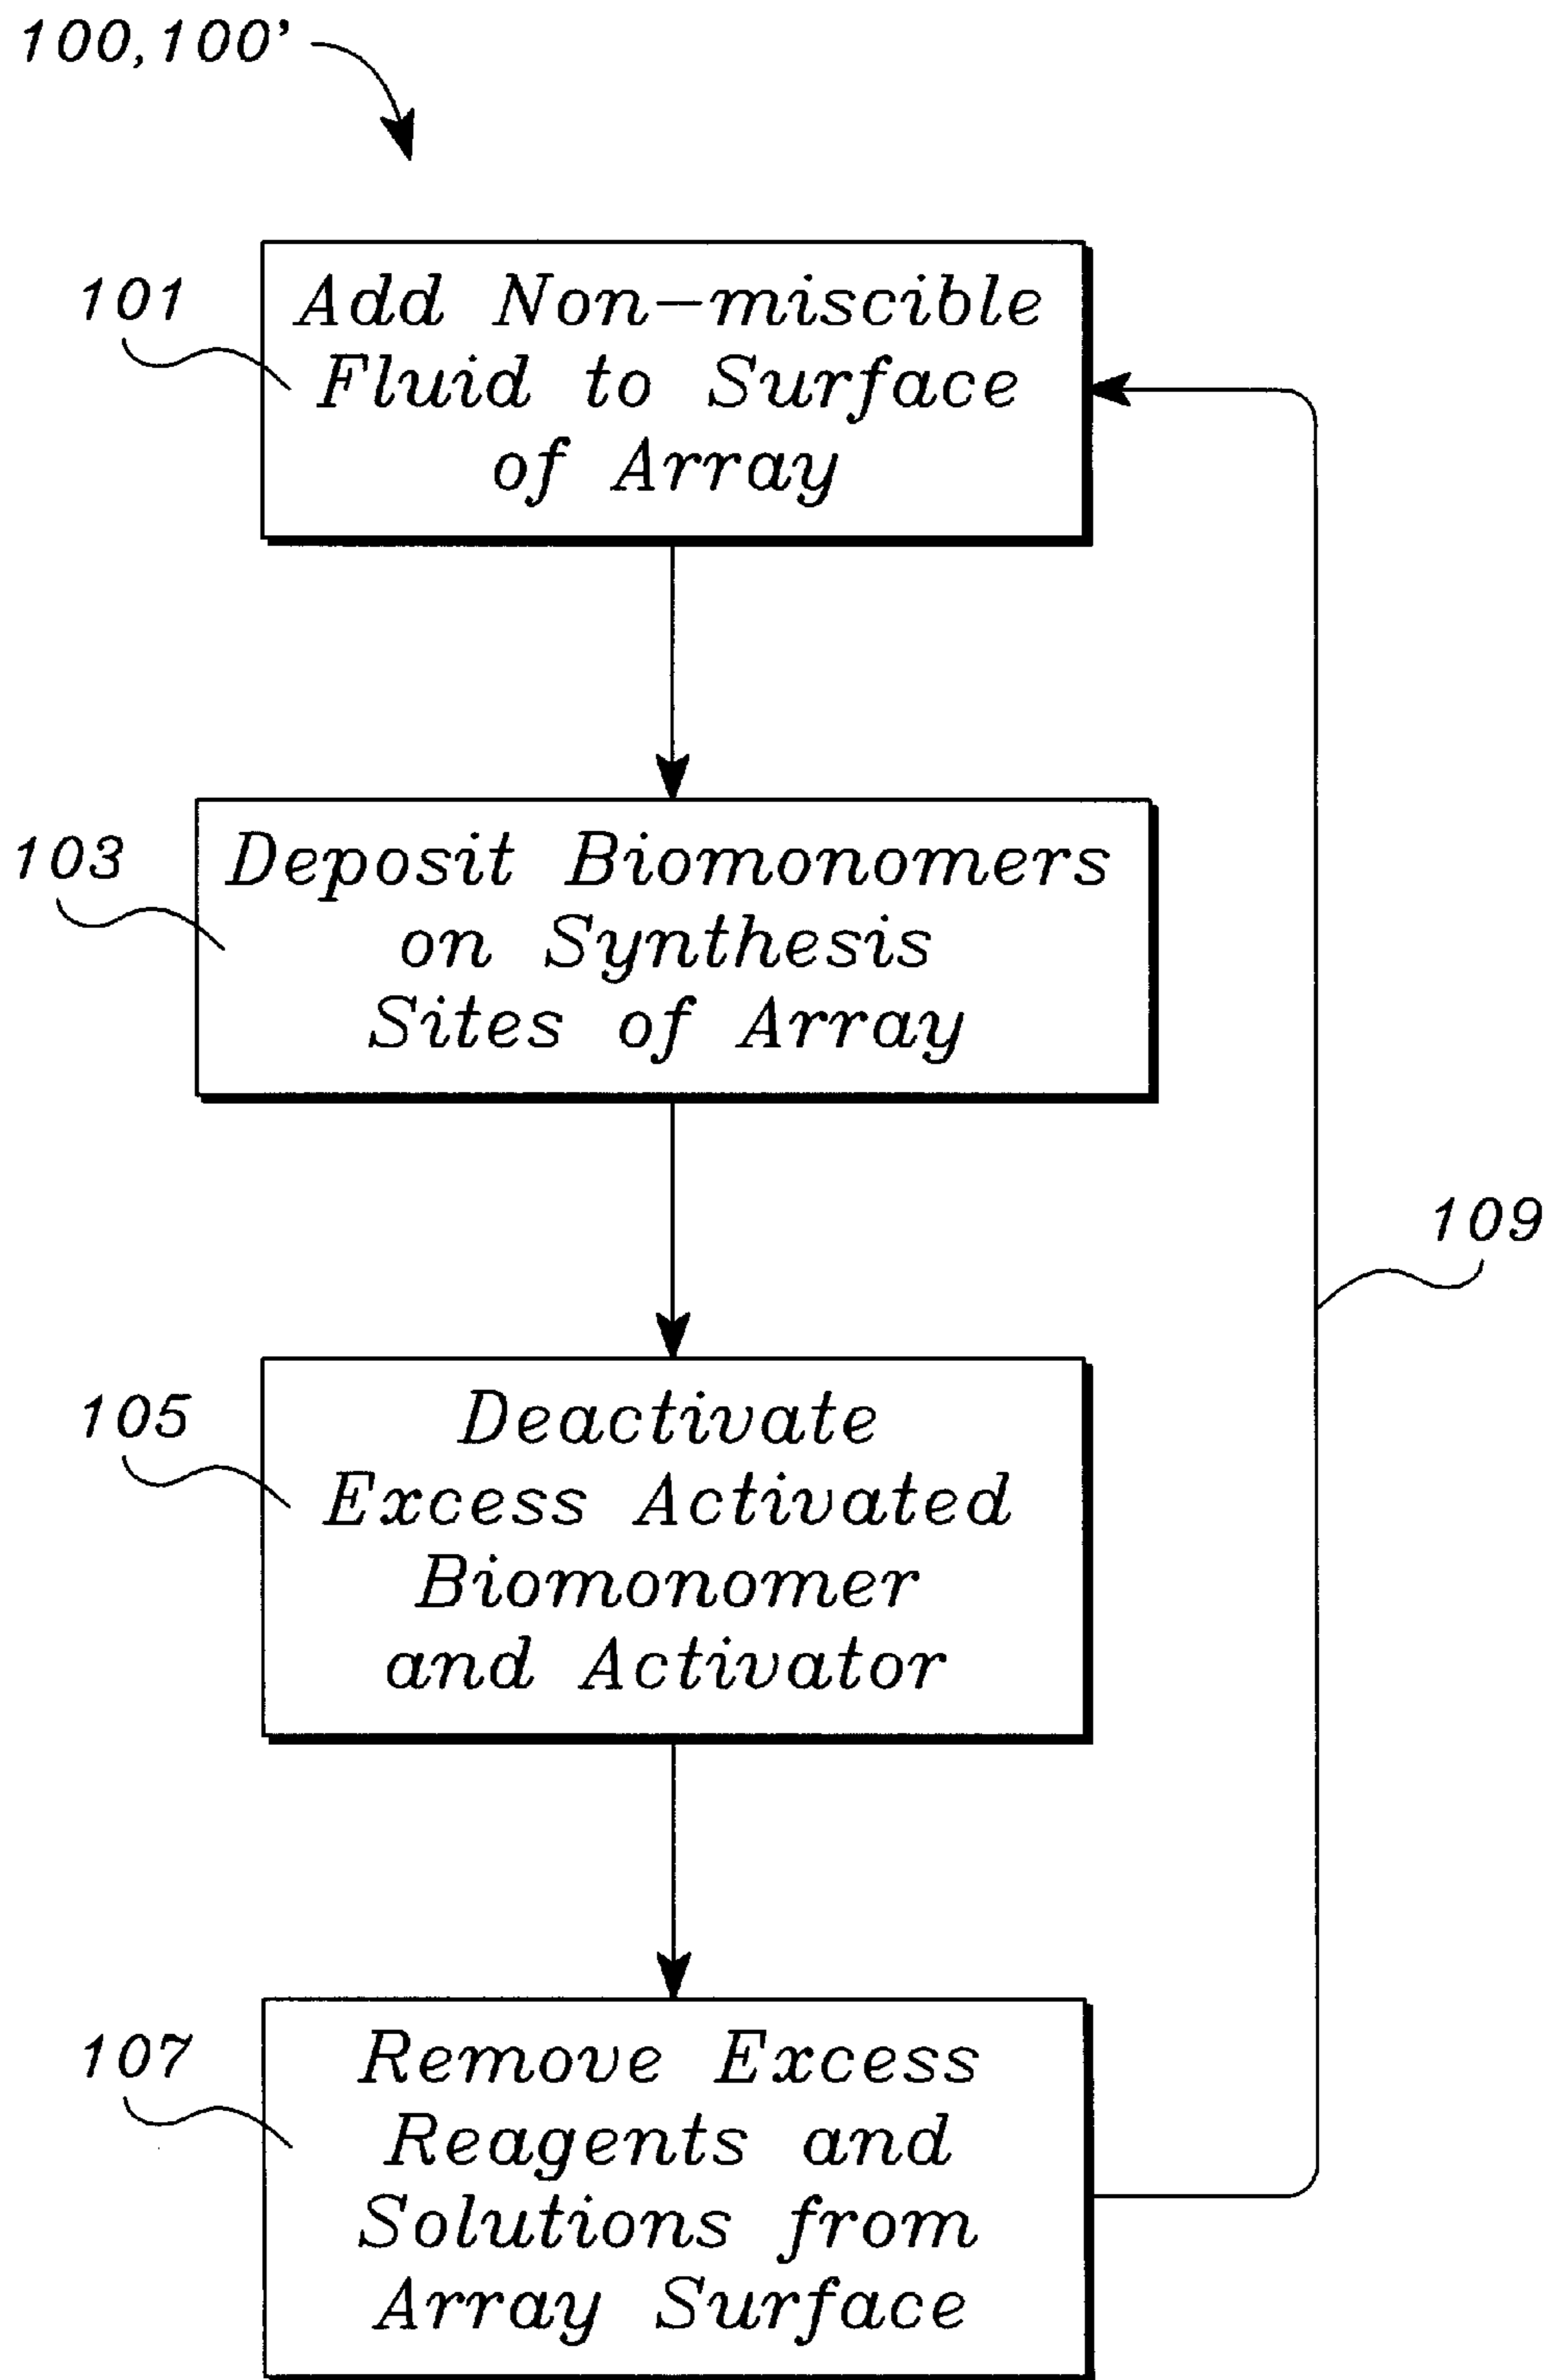 100,100'
101
Add Non-miscible
Fluid to Surface
of Array
103
Deposit Biomonomers
on Synthesis
Sites of Array
109
105
Deactivate
Excess Activated
Biomonomer
and Activator
107
Remove Excess
Reagents and
Solutions from
Array Surface